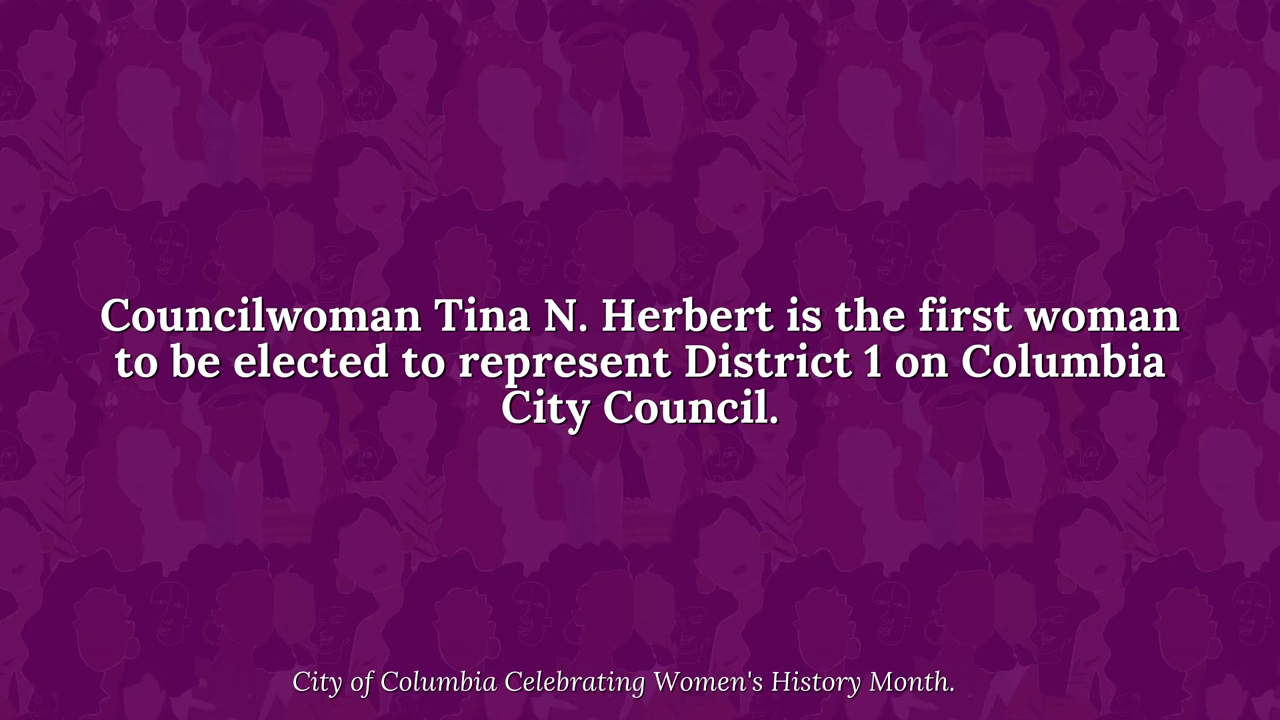 Councilwoman Tina N. Herbert is the first woman
to be elected to represent District 1 on Columbia
City Council.
City of Columbia Celebrating Women's History Month.